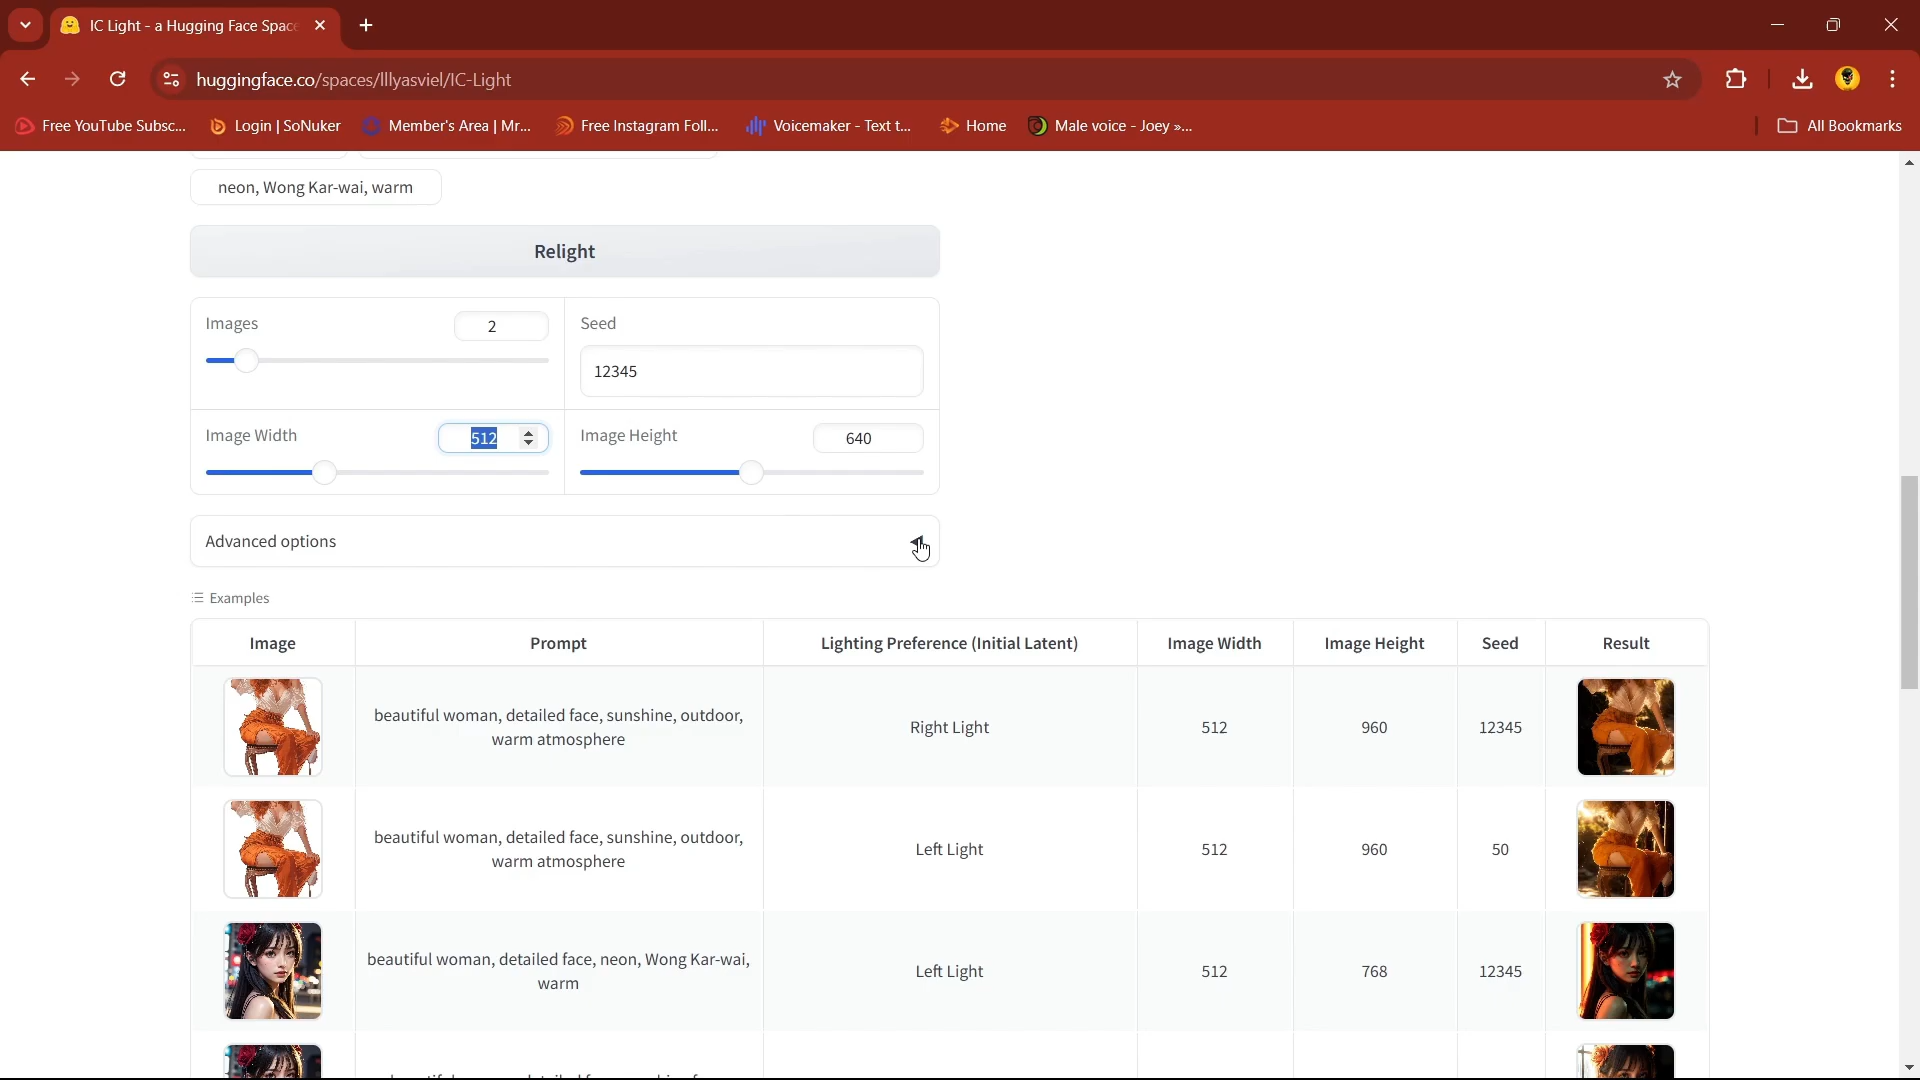 IC Light - a Hugging Face Space
huggingface.co/spaces/lllyasviel/IC-Light
Free YouTube Subsc...
Login | SoNuker
Member's Area | Mr...
Free Instagram Foll...
Voicemaker - Text t...
Home
Male voice - Joey »...
All Bookmarks
neon, Wong Kar-wai, warm
Relight
Images
2
Seed
12345
Image Width
512
Image Height
640
Advanced options
Examples
Image
Prompt
Lighting Preference (Initial Latent)
Image Width
Image Height
Seed
Result
beautiful woman, detailed face, sunshine, outdoor,
warm atmosphere
Right Light
512
960
12345
beautiful woman, detailed face, sunshine, outdoor,
warm atmosphere
Left Light
512
960
50
beautiful woman, detailed face, neon, Wong Kar-wai,
warm
Left Light
512
768
12345